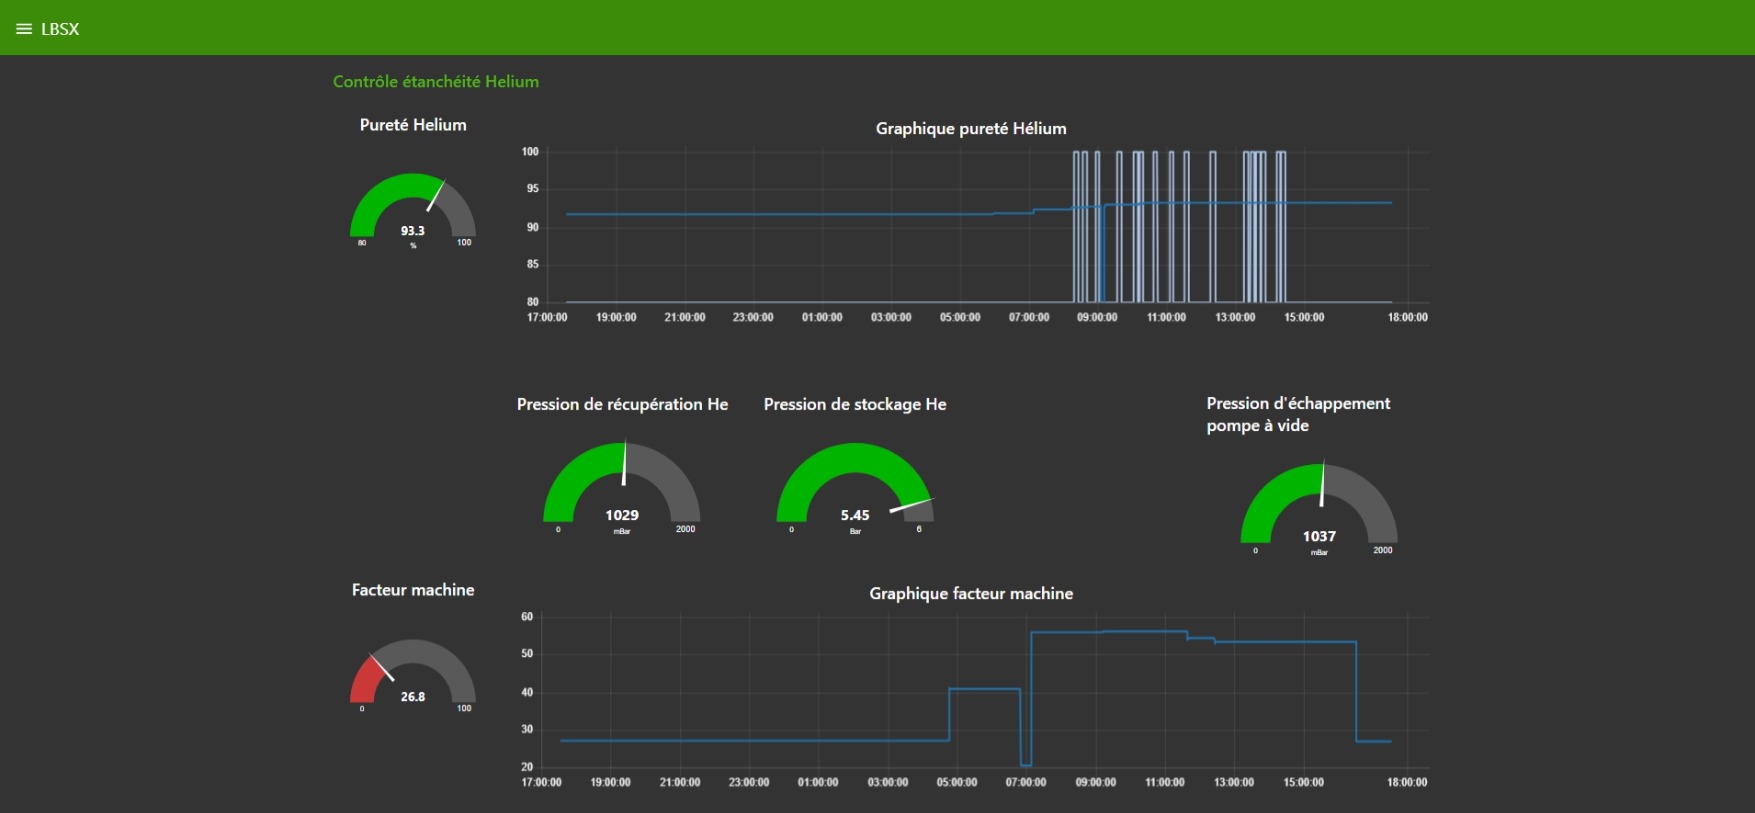 LBSX
Contrôle étanchéité Helium
Pureté Helium
93.3
%
80
100
Graphique pureté Hélium
100
95
90
85
80
17:00:00 19:00:00 21:00:00 23:00:00 01:00:00 03:00:00 05:00:00 07:00:00 09:00:00 11:00:00 13:00:00 15:00:00 18:00:00
Pression de récupération He
1029
mBar
0
2000
Pression de stockage He
5.45
Bar
0
6
Pression d'échappement
pompe à vide
1037
mBar
0
2000
Facteur machine
26.8
0
100
Graphique facteur machine
60
50
40
30
20
17:00:00 19:00:00 21:00:00 23:00:00 01:00:00 03:00:00 05:00:00 07:00:00 09:00:00 11:00:00 13:00:00 15:00:00 18:00:00